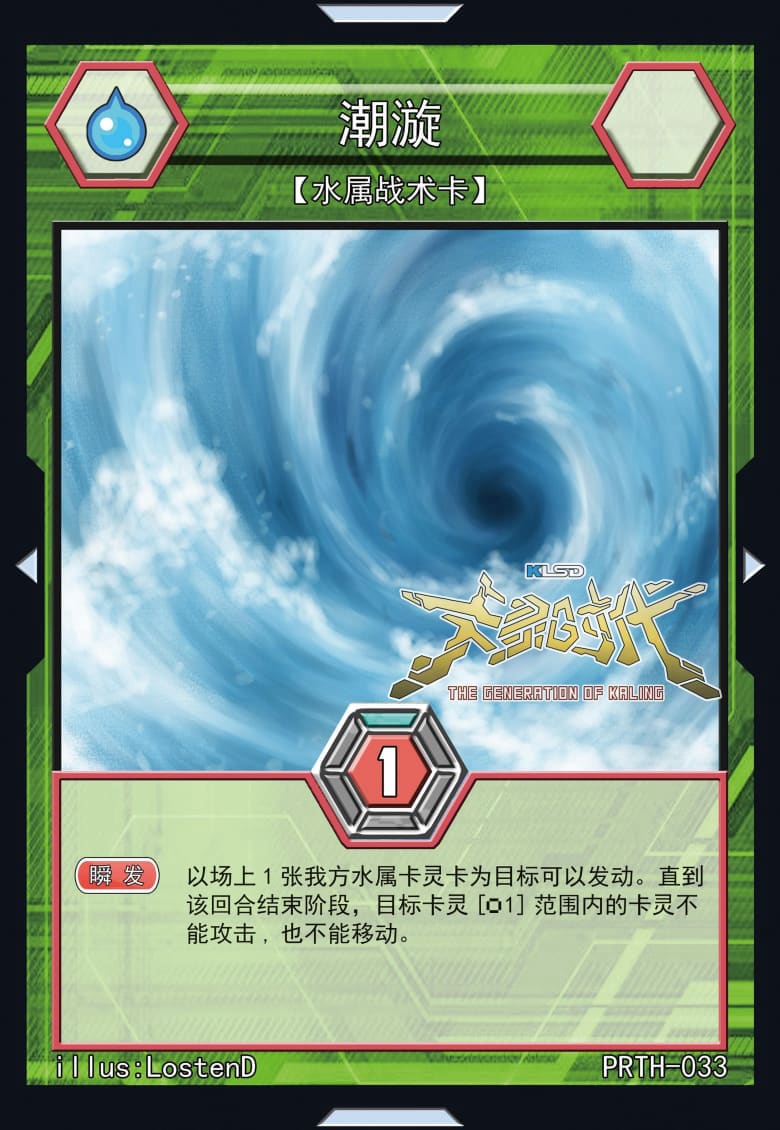 潮漩
【水属战术卡】
KLSD
卡灵时代
THE GENERATION OF KALING
1
瞬发
以场上1张我方水属卡灵卡为目标可以发动。直到
该回合结束阶段，目标卡灵[⭘1]范围内的卡灵不
能攻击，也不能移动。
illus:LostenD
PRTH-033